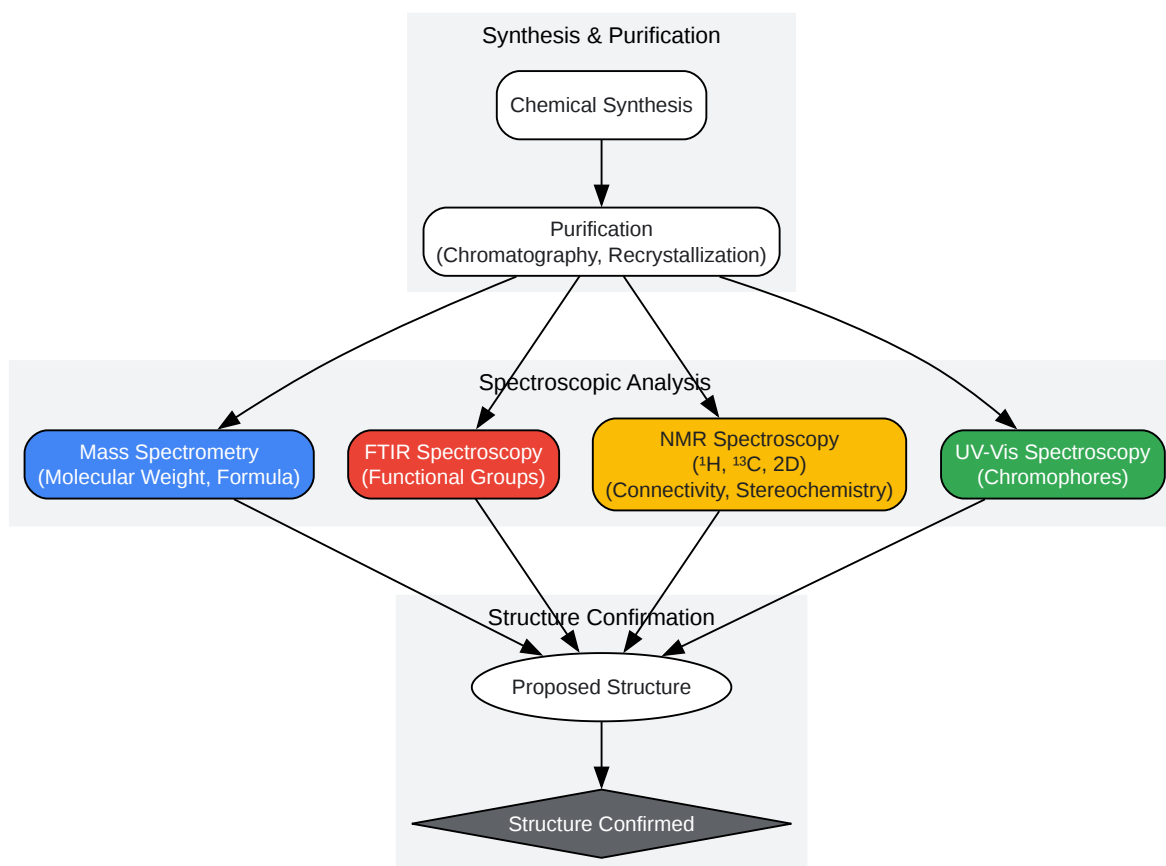 Synthesis & Purification
Chemical Synthesis
Purification
(Chromatography, Recrystallization)
Spectroscopic Analysis
Mass Spectrometry
(Molecular Weight, Formula)
FTIR Spectroscopy
(Functional Groups)
NMR Spectroscopy
(¹H, ¹³C, 2D)
(Connectivity, Stereochemistry)
UV-Vis Spectroscopy
(Chromophores)
Structure Confirmation
Proposed Structure
Structure Confirmed